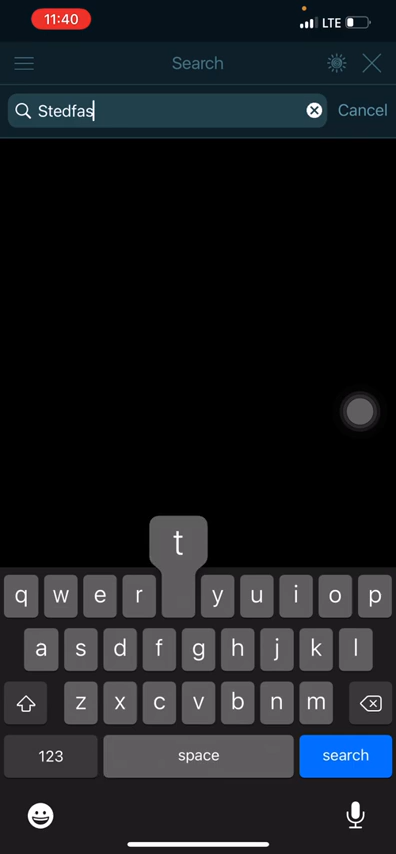 11:40
LTE
Search
Stedfas
Cancel
t
q w e r y u i o p
a s d f g h j k l
z x c v b n m
123 space search